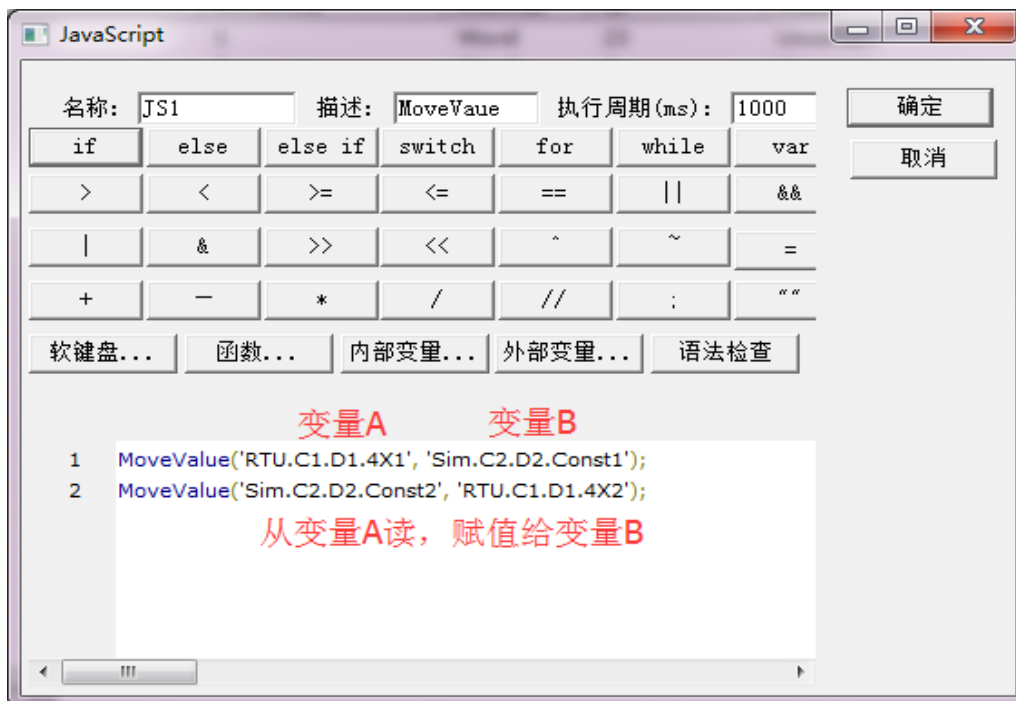 JavaScript
名称: JS1 描述: MoveVaue 执行周期(ms): 1000 确定
if else else if switch for while var 取消
> < >= <= == || &&
| & >> << ^ ~ =
+ — * / // ; ""
软键盘... 函数... 内部变量... 外部变量... 语法检查
变量A 变量B
1 MoveValue('RTU.C1.D1.4X1', 'Sim.C2.D2.Const1');
2 MoveValue('Sim.C2.D2.Const2', 'RTU.C1.D1.4X2');
从变量A读，赋值给变量B